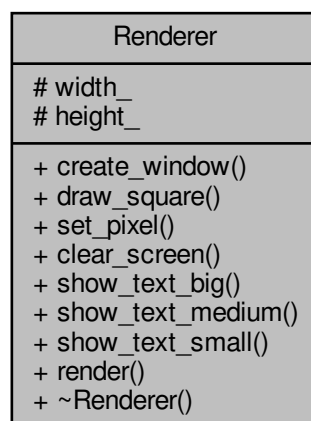 Renderer
# width_
# height_
+ create_window()
+ draw_square()
+ set_pixel()
+ clear_screen()
+ show_text_big()
+ show_text_medium()
+ show_text_small()
+ render()
+ ~Renderer()